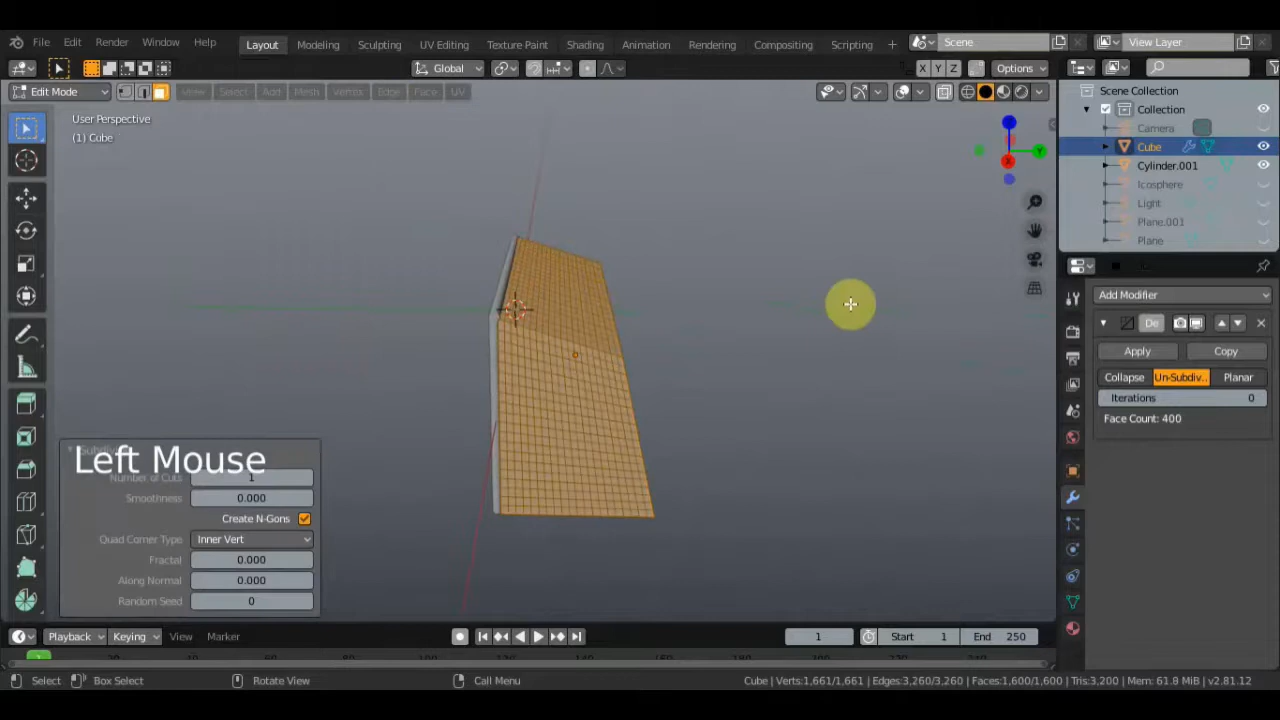 File Edit Render Window Help Layout Modeling Sculpting UV Editing Texture Paint Shading Animation Rendering Compositing Scripting + Scene View Layer
Global X Y Z Options
Edit Mode View Select Add Mesh Vertex Edge Face UV
Scene Collection
Collection
Camera
Cube
Cylinder.001
Icosphere
Light
Plane.001
Plane
User Perspective
(1) Cube
Z
Y
X
Add Modifier
De
Apply Copy
Collapse Un-Subdiv.. Planar
Iterations 0
Face Count: 400
Left Mouse
Number of Cuts 1
Smoothness 0.000
Create N-Gons
Quad Corner Type Inner Vert
Fractal 0.000
Along Normal 0.000
Random Seed 0
Playback Keying View Marker 1 Start 1 End 250
1
Select Box Select Rotate View Call Menu Cube | Verts:1,661/1,661 | Edges:3,260/3,260 | Faces:1,600/1,600 | Tris:3,200 | Mem: 61.8 MiB | v2.81.12